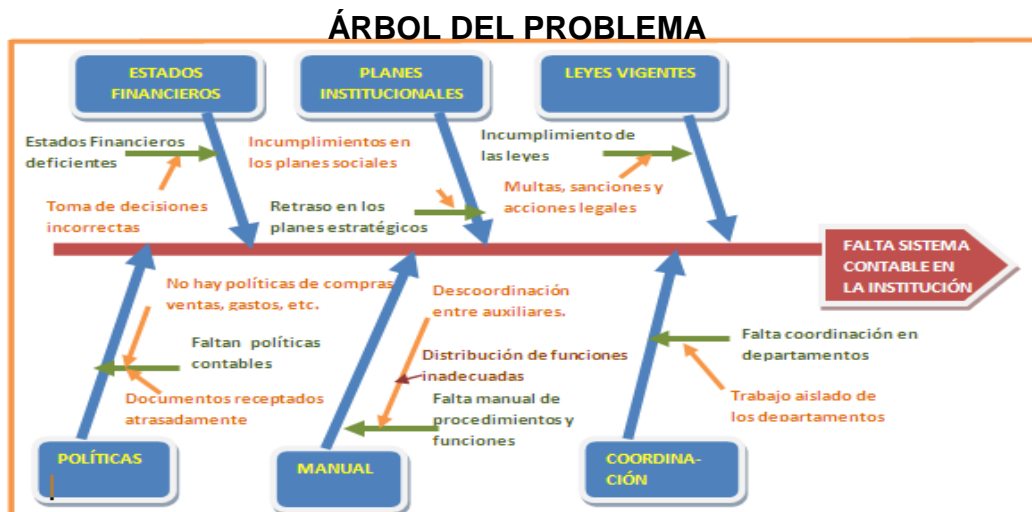 ÁRBOL DEL PROBLEMA
ESTADOS
FINANCIEROS
PLANES
INSTITUCIONALES
LEYES VIGENTES
Estados Financieros
deficientes
Toma de decisiones
incorrectas
Incumplimientos en
los planes sociales
Retraso en los
planes estratégicos
Incumplimiento de
las leyes
Multas, sanciones y
acciones legales
FALTA SISTEMA
CONTABLE EN
LA INSTITUCIÓN
No hay políticas de compras
ventas, gastos, etc.
Faltan políticas
contables
Documentos receptados
atrasadamente
Descoordinación
entre auxiliares.
Distribución de funciones
inadecuadas
Falta manual de
procedimientos y
funciones
Falta coordinación en
departamentos
Trabajo aislado de
los departamentos
POLÍTICAS
MANUAL
COORDINA-
CIÓN